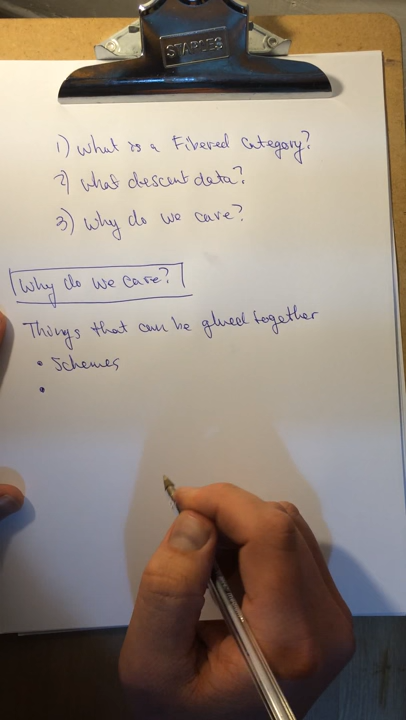 STAPLES
1) What is a Fibered Category?
2) what descent data?
3) Why do we care?
Why do we care?
Things that can be glued together
• Schemes
•